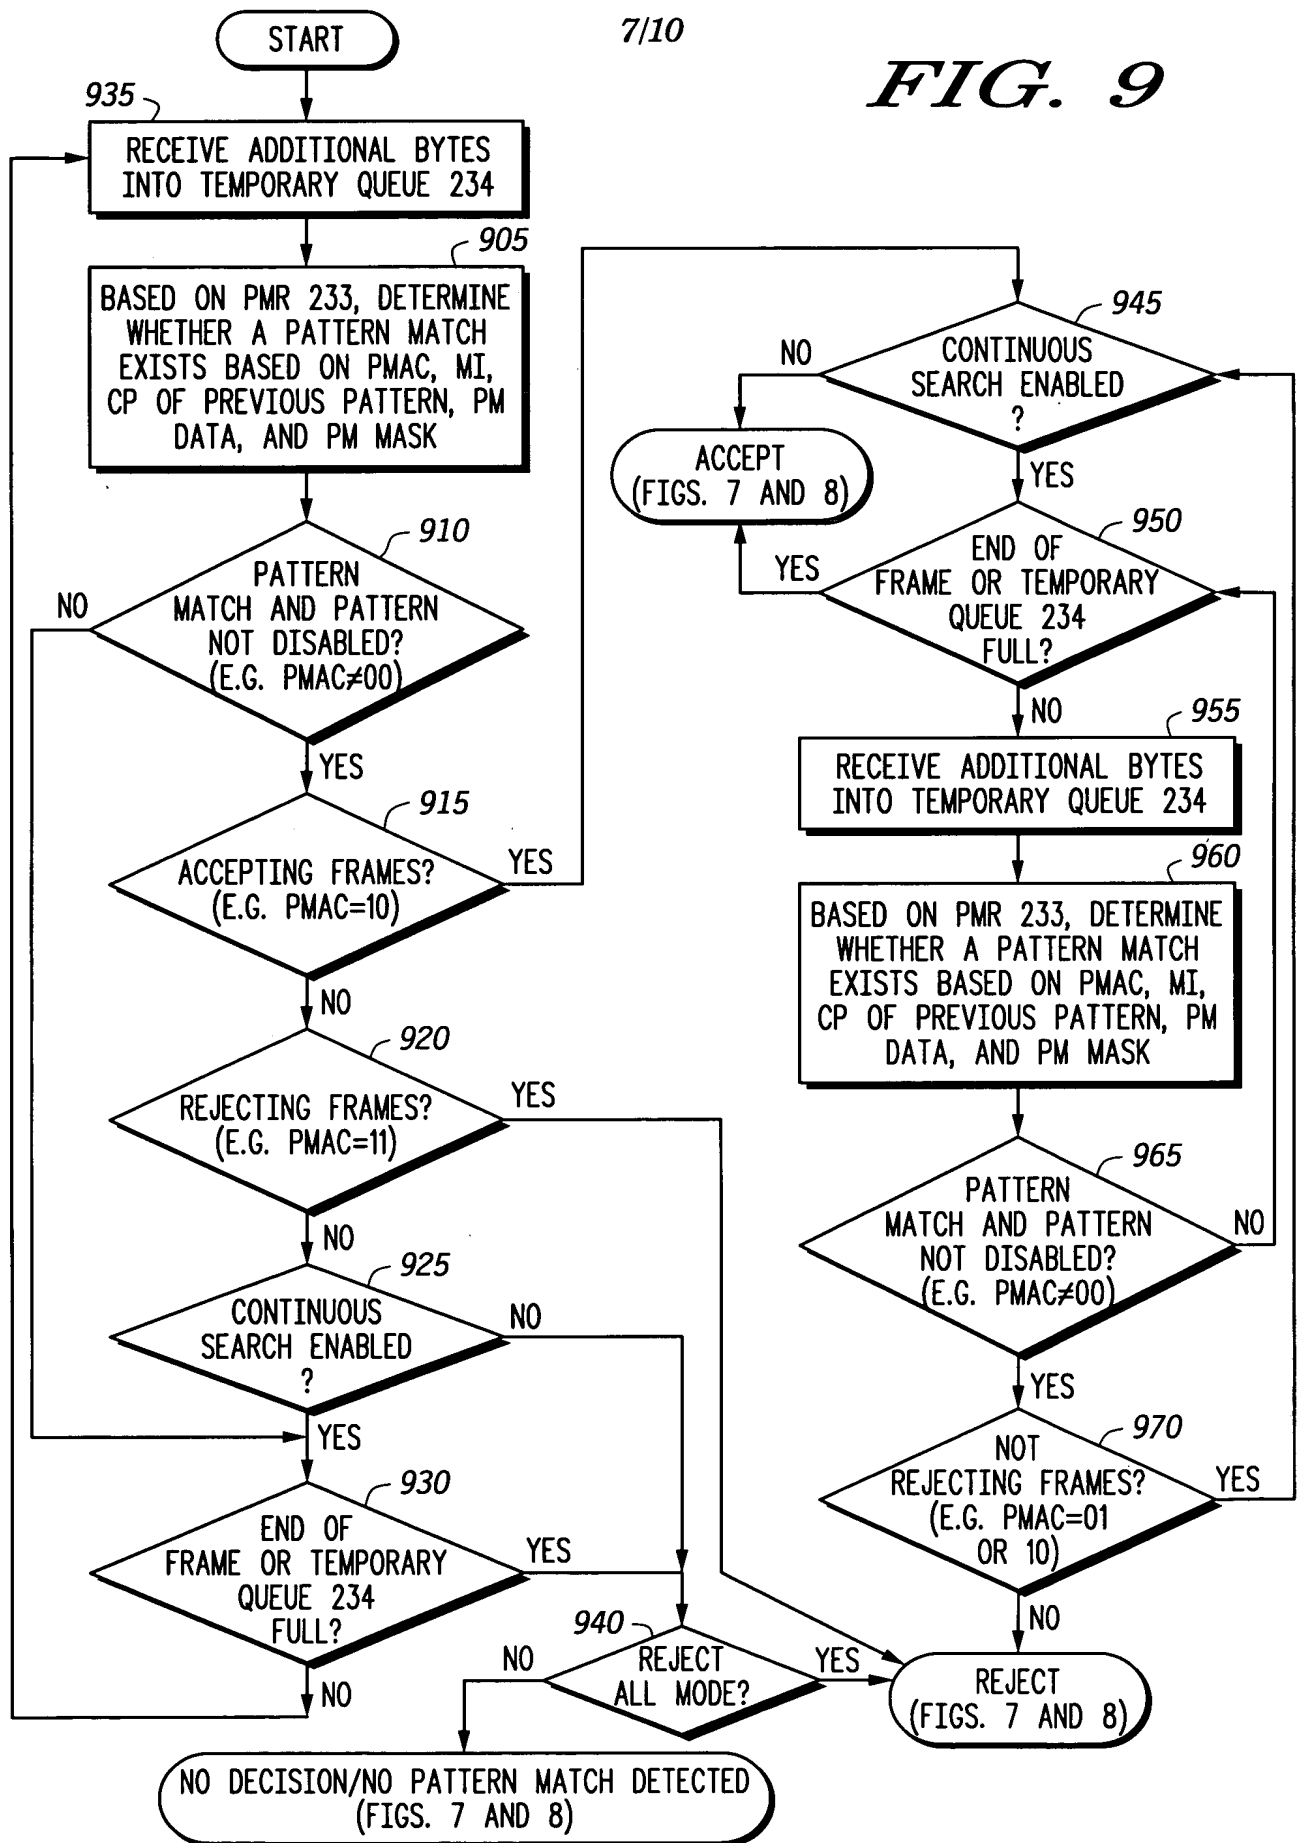 7/10
FIG. 9
START
935
RECEIVE ADDITIONAL BYTES
INTO TEMPORARY QUEUE 234
905
BASED ON PMR 233, DETERMINE
WHETHER A PATTERN MATCH
EXISTS BASED ON PMAC, MI,
CP OF PREVIOUS PATTERN, PM
DATA, AND PM MASK
910
PATTERN
MATCH AND PATTERN
NOT DISABLED?
(E.G. PMAC≠00)
NO
YES
915
ACCEPTING FRAMES?
(E.G. PMAC=10)
YES
NO
920
REJECTING FRAMES?
(E.G. PMAC=11)
YES
NO
925
CONTINUOUS
SEARCH ENABLED
?
NO
YES
930
END OF
FRAME OR TEMPORARY
QUEUE 234
FULL?
YES
NO
940
REJECT
ALL MODE?
NO
YES
NO DECISION/NO PATTERN MATCH DETECTED
(FIGS. 7 AND 8)
945
CONTINUOUS
SEARCH ENABLED
?
NO
YES
ACCEPT
(FIGS. 7 AND 8)
950
END OF
FRAME OR TEMPORARY
QUEUE 234
FULL?
YES
NO
955
RECEIVE ADDITIONAL BYTES
INTO TEMPORARY QUEUE 234
960
BASED ON PMR 233, DETERMINE
WHETHER A PATTERN MATCH
EXISTS BASED ON PMAC, MI,
CP OF PREVIOUS PATTERN, PM
DATA, AND PM MASK
965
PATTERN
MATCH AND PATTERN
NOT DISABLED?
(E.G. PMAC≠00)
NO
YES
970
NOT
REJECTING FRAMES?
(E.G. PMAC=01
OR 10)
YES
NO
REJECT
(FIGS. 7 AND 8)